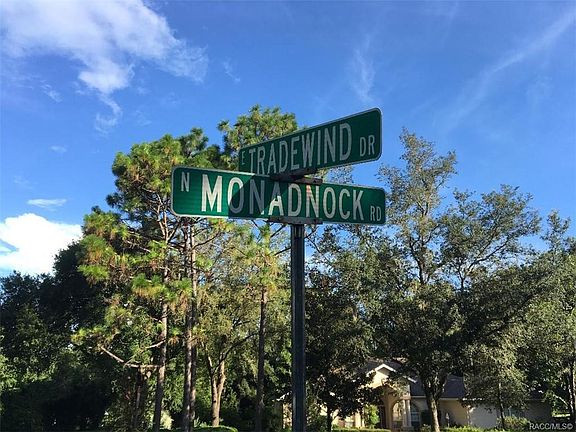 E TRADEWIND DR
N MONADNOCK RD
RACC/MLS©